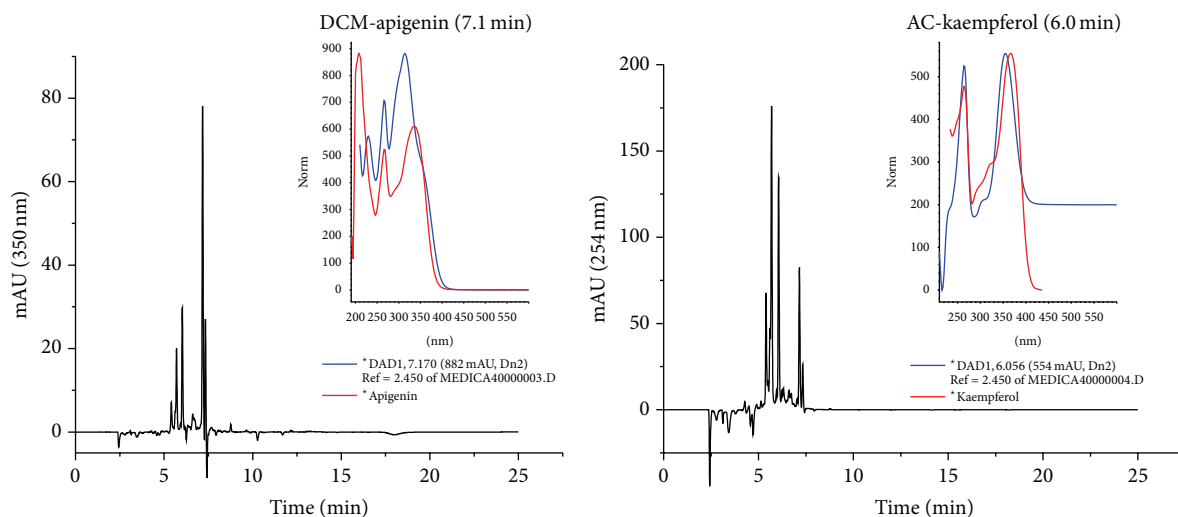 DCM-apigenin (7.1 min)
900
800
700
600
500
400
300
200
100
0
Norm
200 250 300 350 400 450 500 550
(nm)
* DAD1, 7.170 (882 mAU, Dn2)
Ref = 2.450 of MEDICA40000003.D
* Apigenin
80
60
40
20
0
mAU (350 nm)
0 5 10 15 20 25
Time (min)
AC-kaempferol (6.0 min)
500
400
300
200
100
0
Norm
250 300 350 400 450 500 550
(nm)
* DAD1, 6.056 (554 mAU, Dn2)
Ref = 2.450 of MEDICA40000004.D
* Kaempferol
200
150
100
50
0
mAU (254 nm)
0 5 10 15 20 25
Time (min)